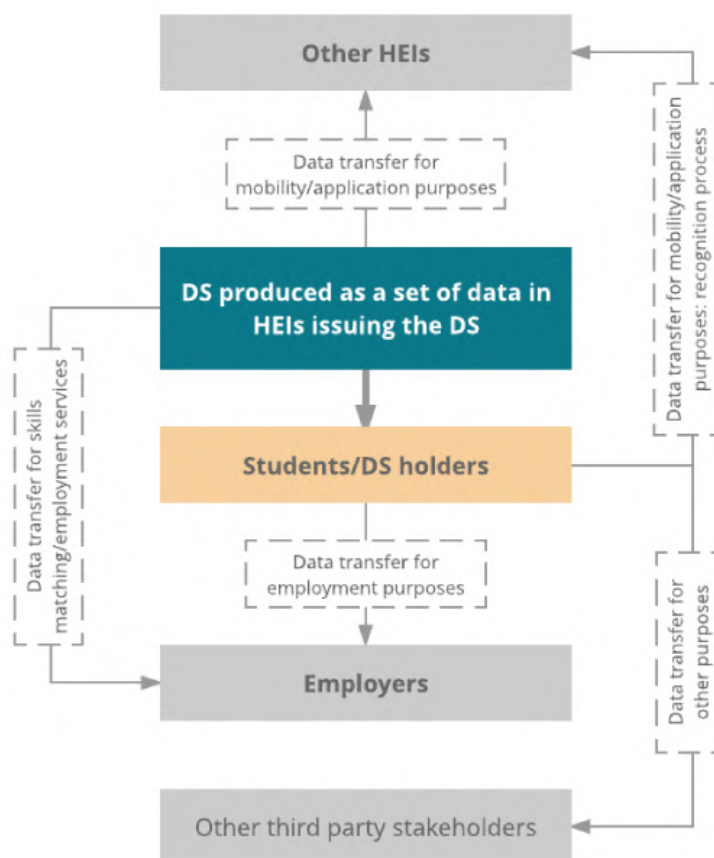 Other HEIs
Data transfer for
mobility/application purposes
Data transfer for mobility/application
purposes: recognition process
DS produced as a set of data in
HEIs issuing the DS
Data transfer for skills
matching/employment services
Students/DS holders
Data transfer for
employment purposes
Data transfer for
other purposes
Employers
Other third party stakeholders